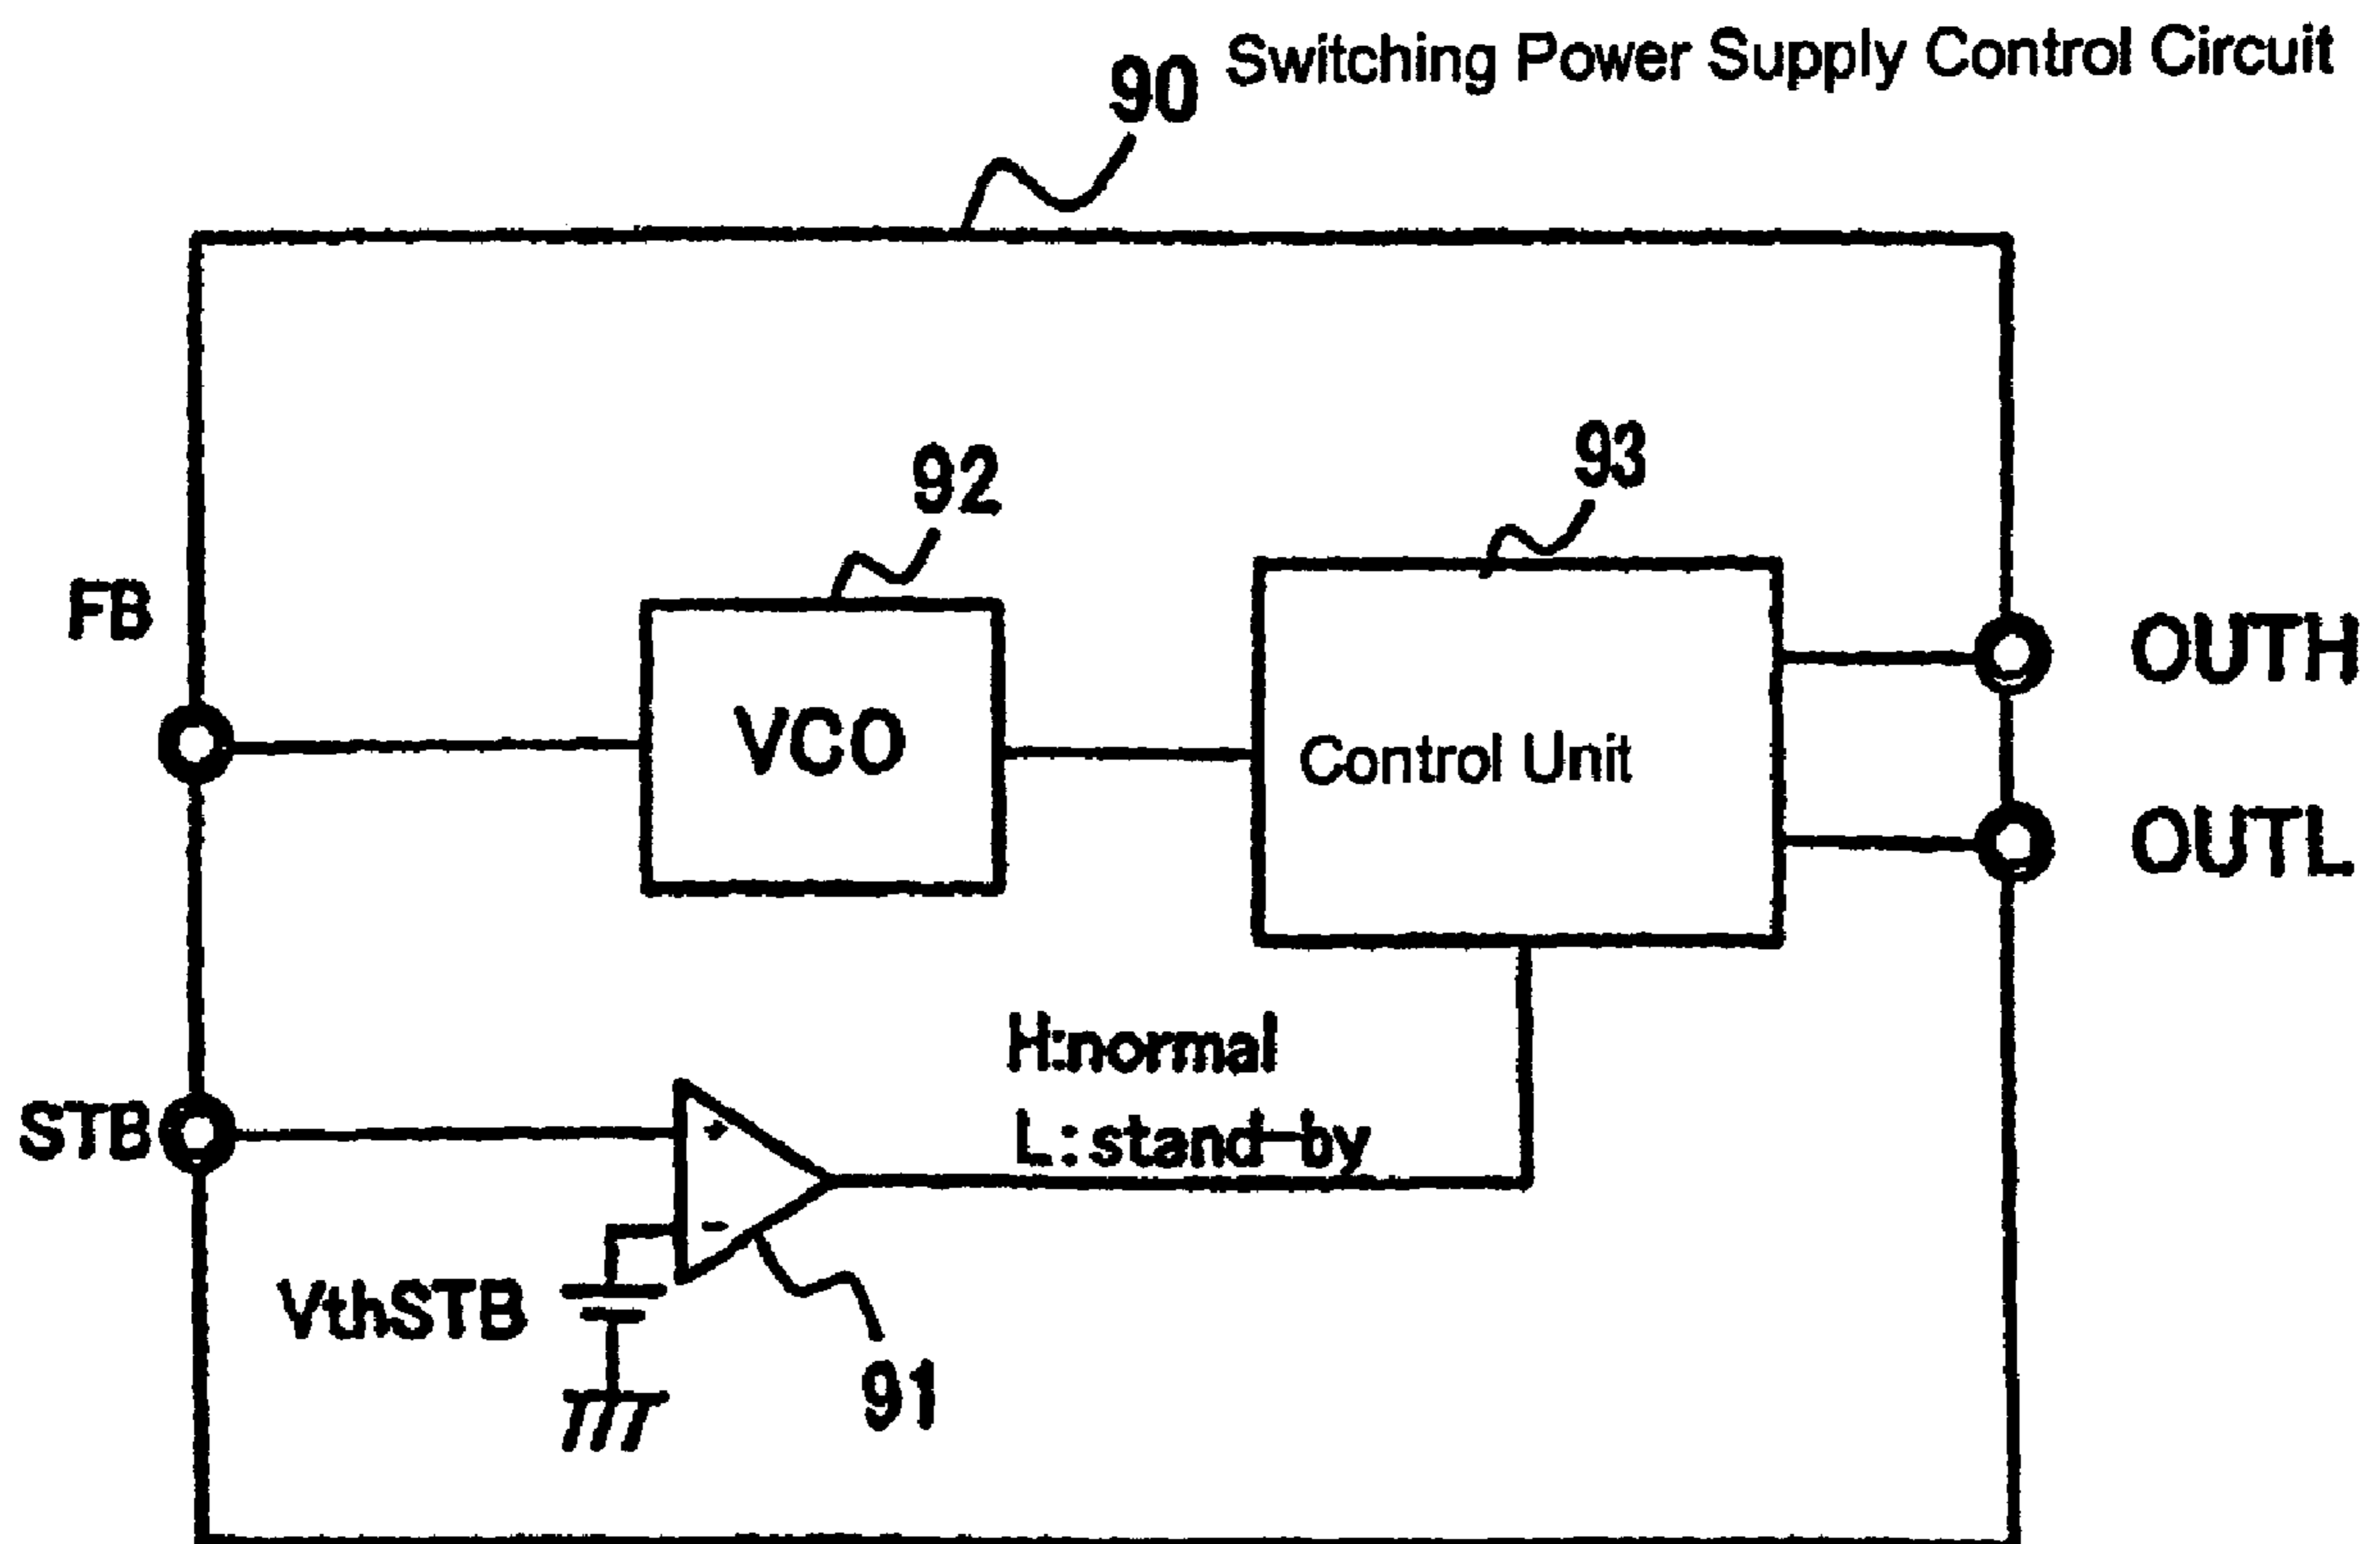 90 Switching Power Supply Control Circuit
92
93
FB
VCO
Control Unit
OUTH
OUTL
H:normal
L:stand-by
STB
+
-
VthSTB
91